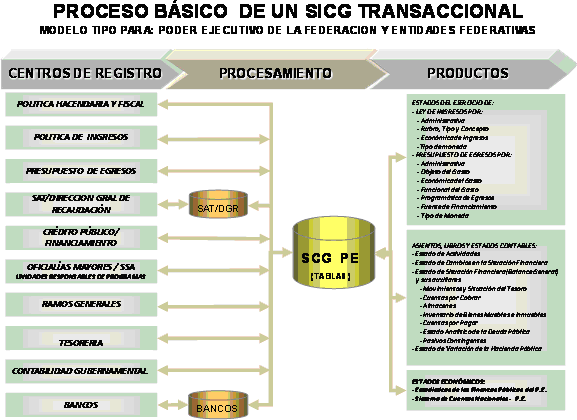 PROCESO BÁSICO DE UN SICG TRANSACCIONAL
MODELO TIPO PARA: PODER EJECUTIVO DE LA FEDERACION Y ENTIDADES FEDERATIVAS
CENTROS DE REGISTRO
PROCESAMIENTO
PRODUCTOS
POLITICA HACENDARIA Y FISCAL
POLITICA DE INGRESOS
PRESUPUESTO DE EGRESOS
SAT/DIRECCION GRAL DE
RECAUDACIÓN
CRÉDITO PÚBLICO/
FINANCIAMIENTO
OFICIALÍAS MAYORES / SSA
UNIDADES RESPONSABLES DE PROGRAMAS
RAMOS GENERALES
TESORERIA
CONTABILIDAD GUBERNAMENTAL
BANCOS
SAT/DGR
SCG PE
(TABLAS)
BANCOS
ESTADOS DEL EJERCICIO DE:
- LEY DE INGRESOS POR:
- Administrativa
- Rubro, Tipo y Concepto
- Económica de Ingresos
- Tipo de moneda
- PRESUPUESTO DE EGRESOS POR:
- Administrativa
- Objeto del Gasto
- Económica del Gasto
- Funcional del Gasto
- Programática de Egresos
- Fuente de Financiamiento
- Tipo de Moneda
ASIENTOS, LIBROS Y ESTADOS CONTABLES:
- Estado de Actividades
- Estado de Cambios en la Situación Financiera
- Estado de Situación Financiera (Balance General)
y sus auxiliares
- Movimientos y Situación del Tesoro
- Cuentas por Cobrar
- Almacenes
- Inventario de Bienes Muebles e Inmuebles
- Cuentas por Pagar
- Estado Analítico de la Deuda Pública
- Pasivos Contingentes
- Estado de Variación de la Hacienda Pública
ESTADOS ECONÓMICOS:
- Estadísticas de las Finanzas Públicas del P.E.
- Sistema de Cuentas Nacionales - P.E.